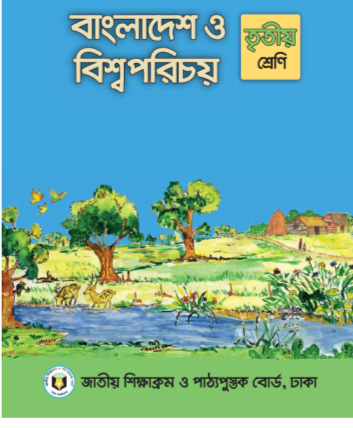 বাংলাদেশ ও
বিশ্বপরিচয়
তৃতীয়
শ্রেণি
জাতীয় শিক্ষাক্রম ও পাঠ্যপুস্তক বোর্ড, ঢাকা